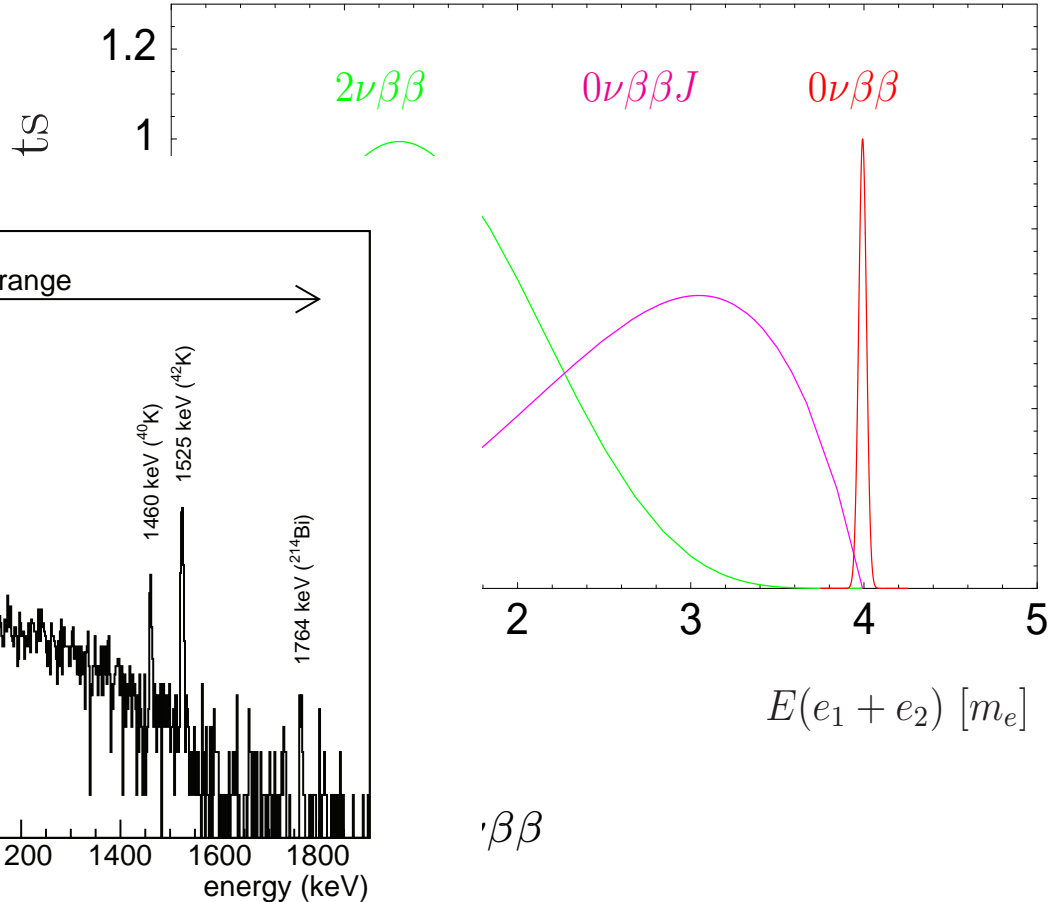 1.2
2νββ 0νββJ 0νββ
1
ts
range
1460 keV (⁴⁰K)
1525 keV (⁴²K)
1764 keV (²¹⁴Bi)
2 3 4 5
E(e₁ + e₂) [mₑ]
ββ
200 1400 1600 1800
energy (keV)